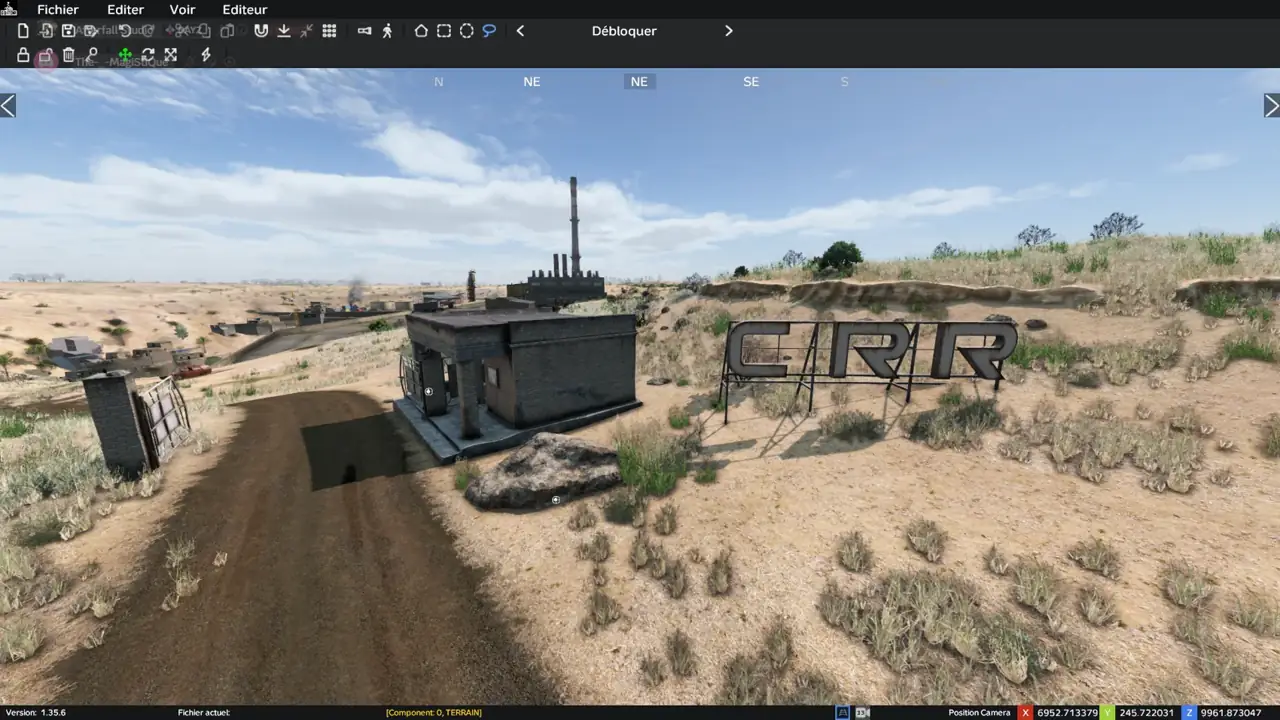 Fichier Editer Voir Editeur
Débloquer
N NE NE SE S
CRR
Version: 1.35.6 Fichier actuel: [Component: 0, TERRAIN] Position Camera X 6952.713379 Y 245.722031 Z 9961.873047